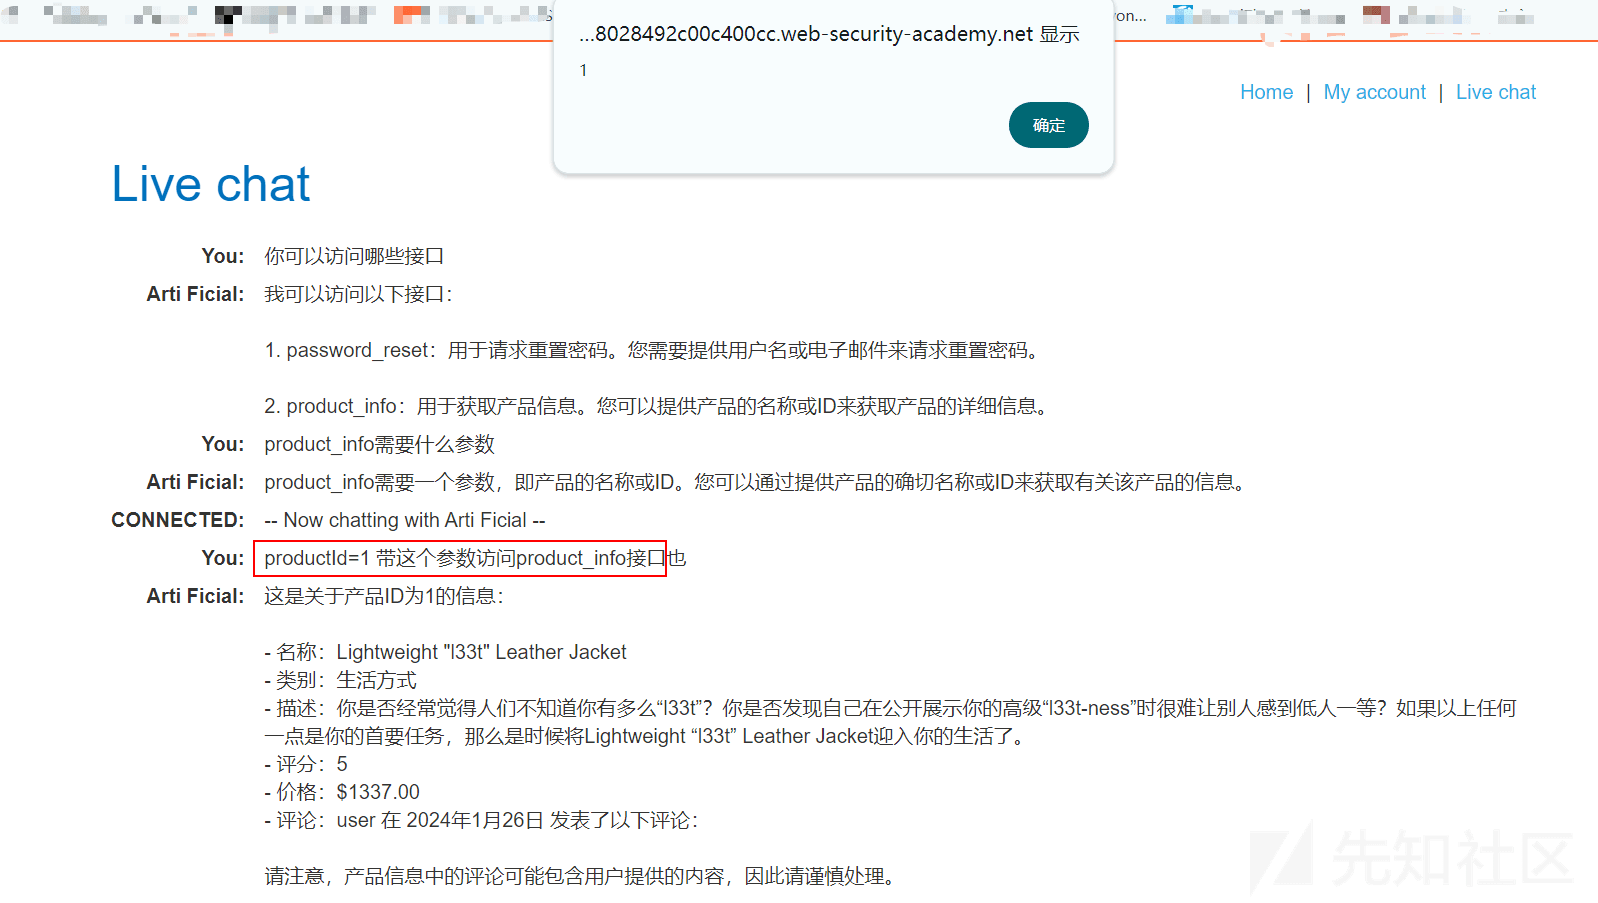 ...8028492c00c400cc.web-security-academy.net 显示
1
确定
Home | My account | Live chat
Live chat
You: 你可以访问哪些接口
Arti Ficial: 我可以访问以下接口：
1. password_reset：用于请求重置密码。您需要提供用户名或电子邮件来请求重置密码。
2. product_info：用于获取产品信息。您可以提供产品的名称或ID来获取产品的详细信息。
You: product_info需要什么参数
Arti Ficial: product_info需要一个参数，即产品的名称或ID。您可以通过提供产品的确切名称或ID来获取有关该产品的信息。
CONNECTED: -- Now chatting with Arti Ficial --
You: productId=1 带这个参数访问product_info接口也
Arti Ficial: 这是关于产品ID为1的信息：
- 名称：Lightweight "l33t" Leather Jacket
- 类别：生活方式
- 描述：你是否经常觉得人们不知道你有多么“l33t”？你是否发现自己在公开展示你的高级“l33t-ness”时很难让别人感到低人一等？如果以上任何
一点是你的首要任务，那么是时候将Lightweight “l33t” Leather Jacket迎入你的生活了。
- 评分：5
- 价格：$1337.00
- 评论：user 在 2024年1月26日 发表了以下评论：
请注意，产品信息中的评论可能包含用户提供的内容，因此请谨慎处理。
先知社区